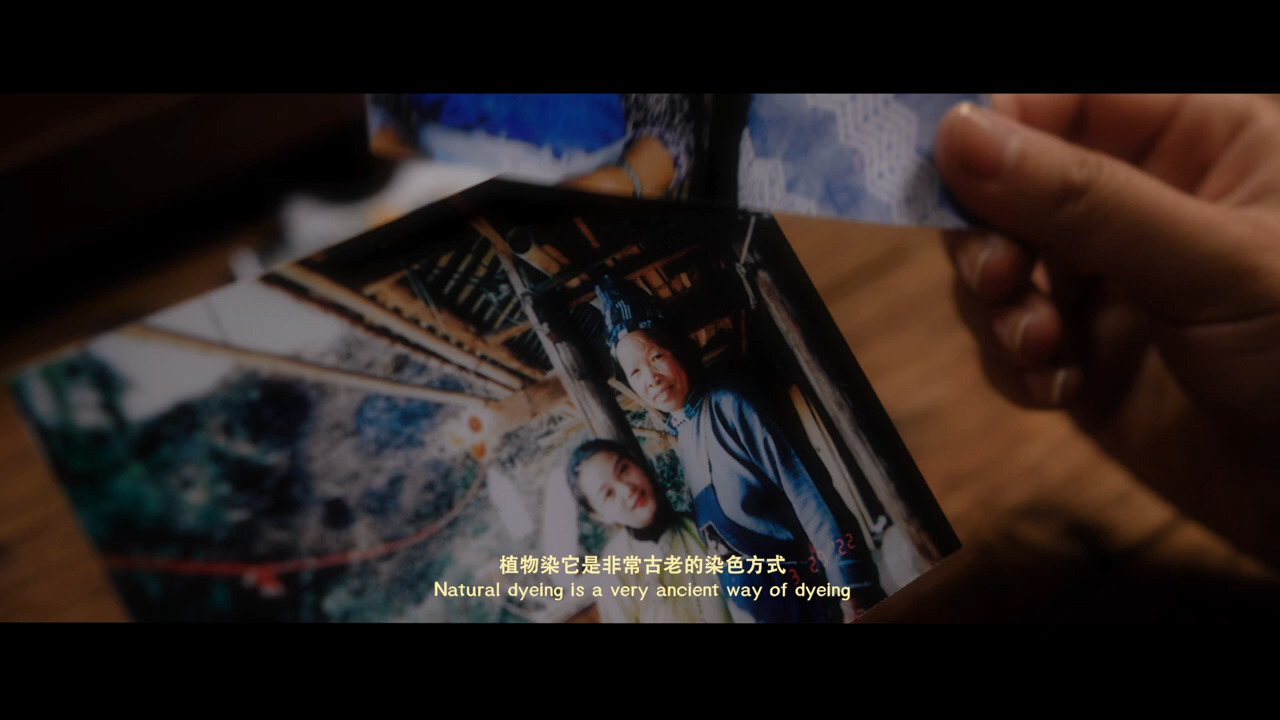 植物染它是非常古老的染色方式
Natural dyeing is a very ancient way of dyeing